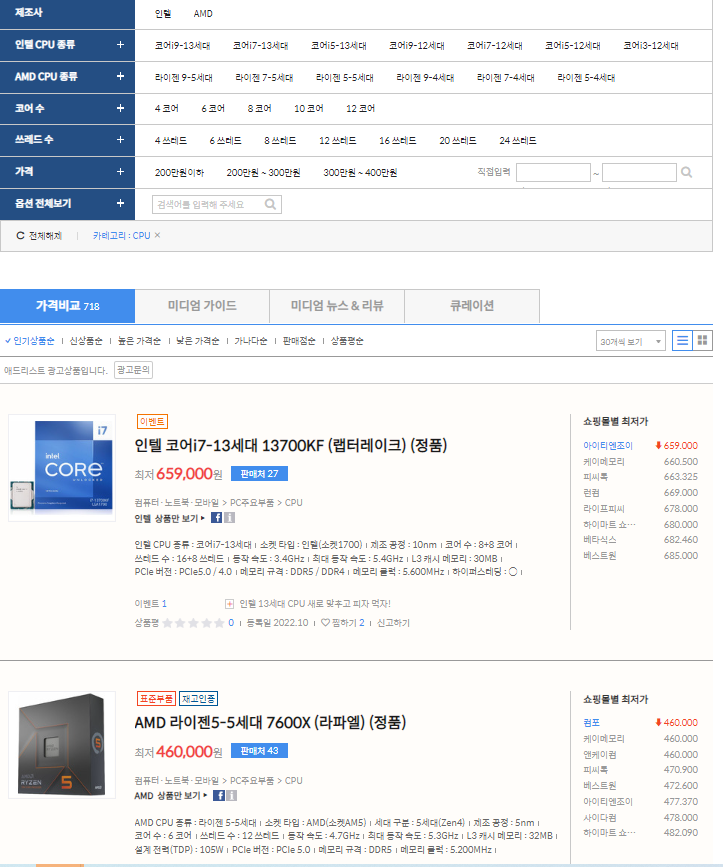 제조사 인텔 AMD
인텔 CPU 종류 + 코어i9-13세대 코어i7-13세대 코어i5-13세대 코어i9-12세대 코어i7-12세대 코어i5-12세대 코어i3-12세대
AMD CPU 종류 + 라이젠 9-5세대 라이젠 7-5세대 라이젠 5-5세대 라이젠 9-4세대 라이젠 7-4세대 라이젠 5-4세대
코어 수 + 4 코어 6 코어 8 코어 10 코어 12 코어
쓰레드 수 + 4 쓰레드 6 쓰레드 8 쓰레드 12 쓰레드 16 쓰레드 20 쓰레드 24 쓰레드
가격 + 200만원이하 200만원 ~ 300만원 300만원 ~ 400만원 직접입력 ~
옵션 전체보기 + 검색어를 입력해 주세요
전체해제 카테고리 : CPU ×
가격비교 718 미디엄 가이드 미디엄 뉴스 & 리뷰 큐레이션
인기상품순 신상품순 높은 가격순 낮은 가격순 가나다순 판매점순 상품평순 30개씩 보기
애드리스트 광고상품입니다. 광고문의
이벤트
인텔 코어i7-13세대 13700KF (랩터레이크) (정품)
최저 659,000원 판매처 27
컴퓨터·노트북·모바일 > PC주요부품 > CPU
인텔 상품만 보기
인텔 CPU 종류 : 코어i7-13세대 | 소켓 타입 : 인텔(소켓1700) | 제조 공정 : 10nm | 코어 수 : 8+8 코어 |
쓰레드 수 : 16+8 쓰레드 | 동작 속도 : 3.4GHz | 최대 동작 속도 : 5.4GHz | L3 캐시 메모리 : 30MB |
PCIe 버전 : PCIe5.0 / 4.0 | 메모리 규격 : DDR5 / DDR4 | 메모리 클럭 : 5.600MHz | 하이퍼스레딩 : ○ |
이벤트 1 인텔 13세대 CPU 새로 맞추고 피자 먹자!
상품평 ★★★★★ 0 | 등록일 2022.10 | ♡ 찜하기 2 | 신고하기
쇼핑몰별 최저가
아이티엔조이 659.000
케이메모리 660.500
피씨톡 663.325
런컴 669.000
라이프피씨 678.000
하이마트 쇼… 680.000
베타식스 682.460
베스트원 685.000
intel
CORE
i7
표준부품 재고인증
AMD 라이젠5-5세대 7600X (라파엘) (정품)
최저 460,000원 판매처 43
컴퓨터·노트북·모바일 > PC주요부품 > CPU
AMD 상품만 보기
AMD CPU 종류 : 라이젠 5-5세대 | 소켓 타입 : AMD(소켓AM5) | 세대 구분 : 5세대(Zen4) | 제조 공정 : 5nm |
코어 수 : 6 코어 | 쓰레드 수 : 12 쓰레드 | 동작 속도 : 4.7GHz | 최대 동작 속도 : 5.3GHz | L3 캐시 메모리 : 32MB |
설계 전력(TDP) : 105W | PCIe 버전 : PCIe 5.0 | 메모리 규격 : DDR5 | 메모리 클럭 : 5.200MHz |
쇼핑몰별 최저가
컴포 460.000
케이메모리 460.000
앤케이컴 460.000
피씨톡 470.900
베스트원 472.600
아이티엔조이 477.370
사이다컴 478.000
하이마트 쇼… 482.090
RYZEN
5